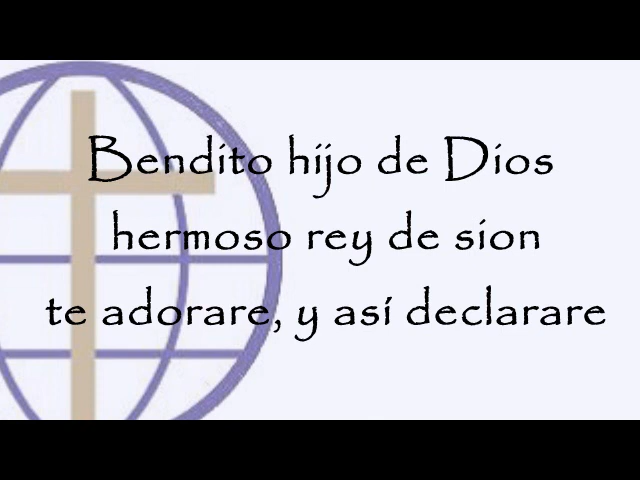 Bendito hijo de Dios
hermoso rey de sion
te adorare, y así declarare